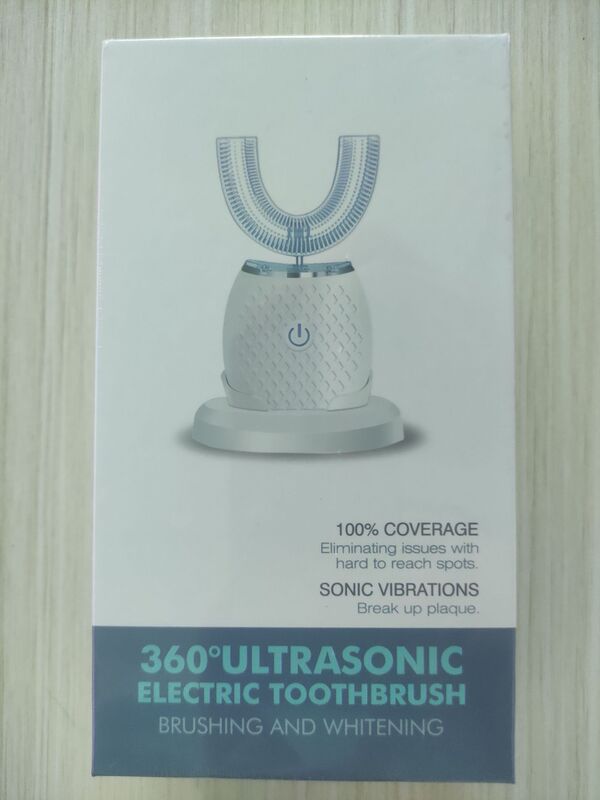 100% COVERAGE
Eliminating issues with
hard to reach spots.
SONIC VIBRATIONS
Break up plaque.
360°ULTRASONIC
ELECTRIC TOOTHBRUSH
BRUSHING AND WHITENING